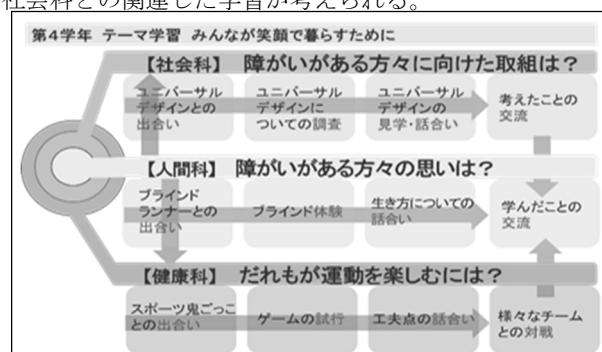 社会科との関連した学習が考えられる。
第4学年 テーマ学習 みんなが笑顔で暮らすために
【社会科】 障がいがある方々に向けた取組は？
ユニバーサル
デザインとの
出合い
ユニバーサル
デザインに
ついての調査
ユニバーサル
デザインの
見学・話合い
考えたことの
交流
【人間科】 障がいがある方々の思いは？
ブラインド
ランナーとの
出合い
ブラインド体験
生き方についての
話合い
学んだことの
交流
【健康科】 だれもが運動を楽しむには？
スポーツ鬼ごっこ
との出合い
ゲームの試行
工夫点の話合い
様々なチーム
との対戦